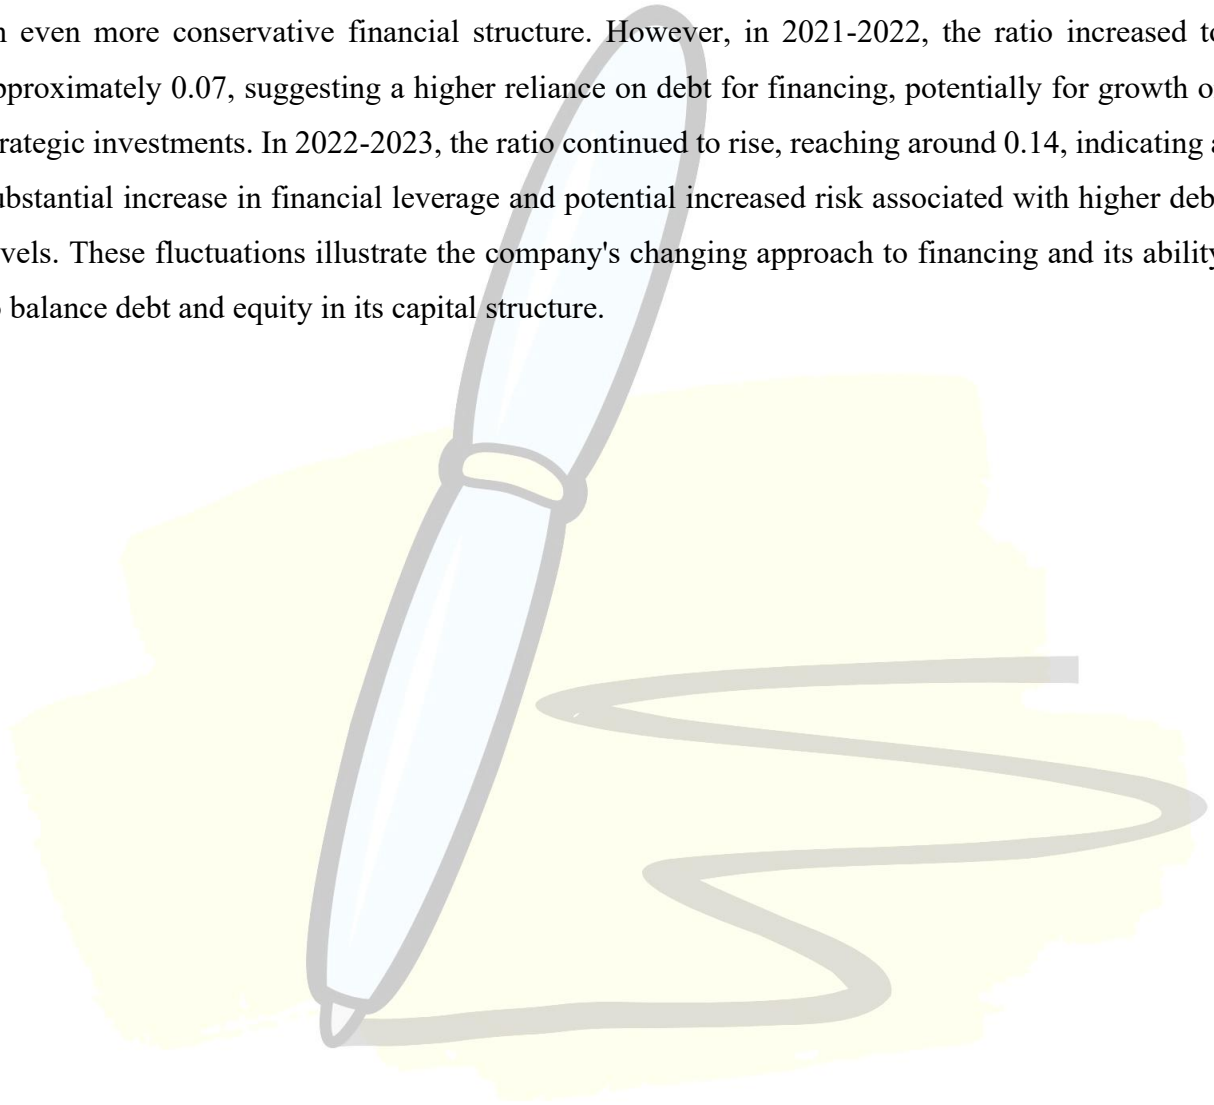 n even more conservative financial structure. However, in 2021-2022, the ratio increased to
pproximately 0.07, suggesting a higher reliance on debt for financing, potentially for growth o
rategic investments. In 2022-2023, the ratio continued to rise, reaching around 0.14, indicating a
ubstantial increase in financial leverage and potential increased risk associated with higher deb
vels. These fluctuations illustrate the company's changing approach to financing and its ability
o balance debt and equity in its capital structure.